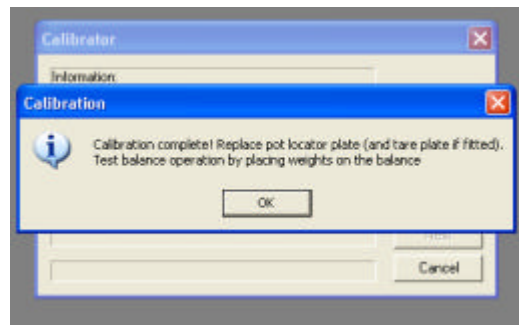 Calibrator
Information
Calibration
Calibration complete! Replace pot locator plate (and tare plate if fitted).
Test balance operation by placing weights on the balance
OK
Cancel